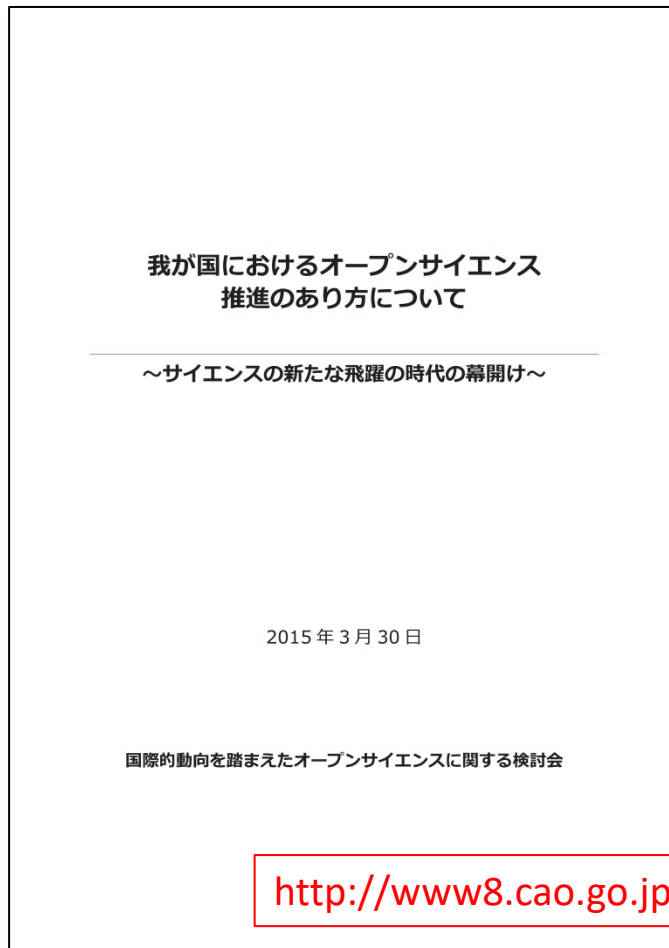 我が国におけるオープンサイエンス
推進のあり方について
～サイエンスの新たな飛躍の時代の幕開け～
2015年3月30日
国際的動向を踏まえたオープンサイエンスに関する検討会
http://www8.cao.go.jp